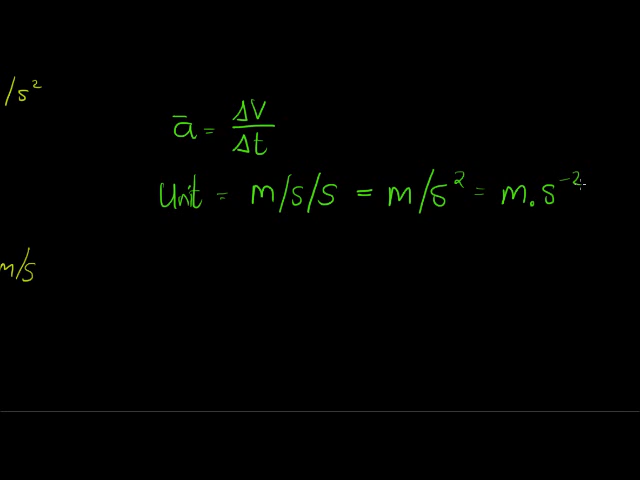 /s²
ā = ΔV/Δt
Unit = m/s/s = m/s² = m.s⁻²
m/s